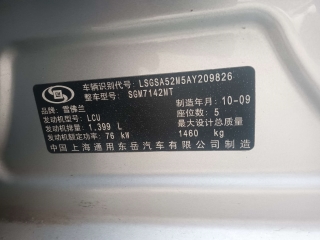 车辆识别代号: LSGSA52M5AY209826
整车型号: SGM7142MT
品牌: 雪佛兰 制造年月 10-09
发动机型号: LCU 座位数: 5
发动机排量: 1,399 L 最大设计总质量
发动机功率: 76 kW 1460 kg
中国上海通用东岳汽车有限公司制造